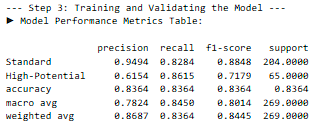 --- Step 3: Training and Validating the Model ---
► Model Performance Metrics Table:
precision recall f1-score support
Standard 0.9494 0.8284 0.8848 204.0000
High-Potential 0.6154 0.8615 0.7179 65.0000
accuracy 0.8364 0.8364 0.8364 0.8364
macro avg 0.7824 0.8450 0.8014 269.0000
weighted avg 0.8687 0.8364 0.8445 269.0000